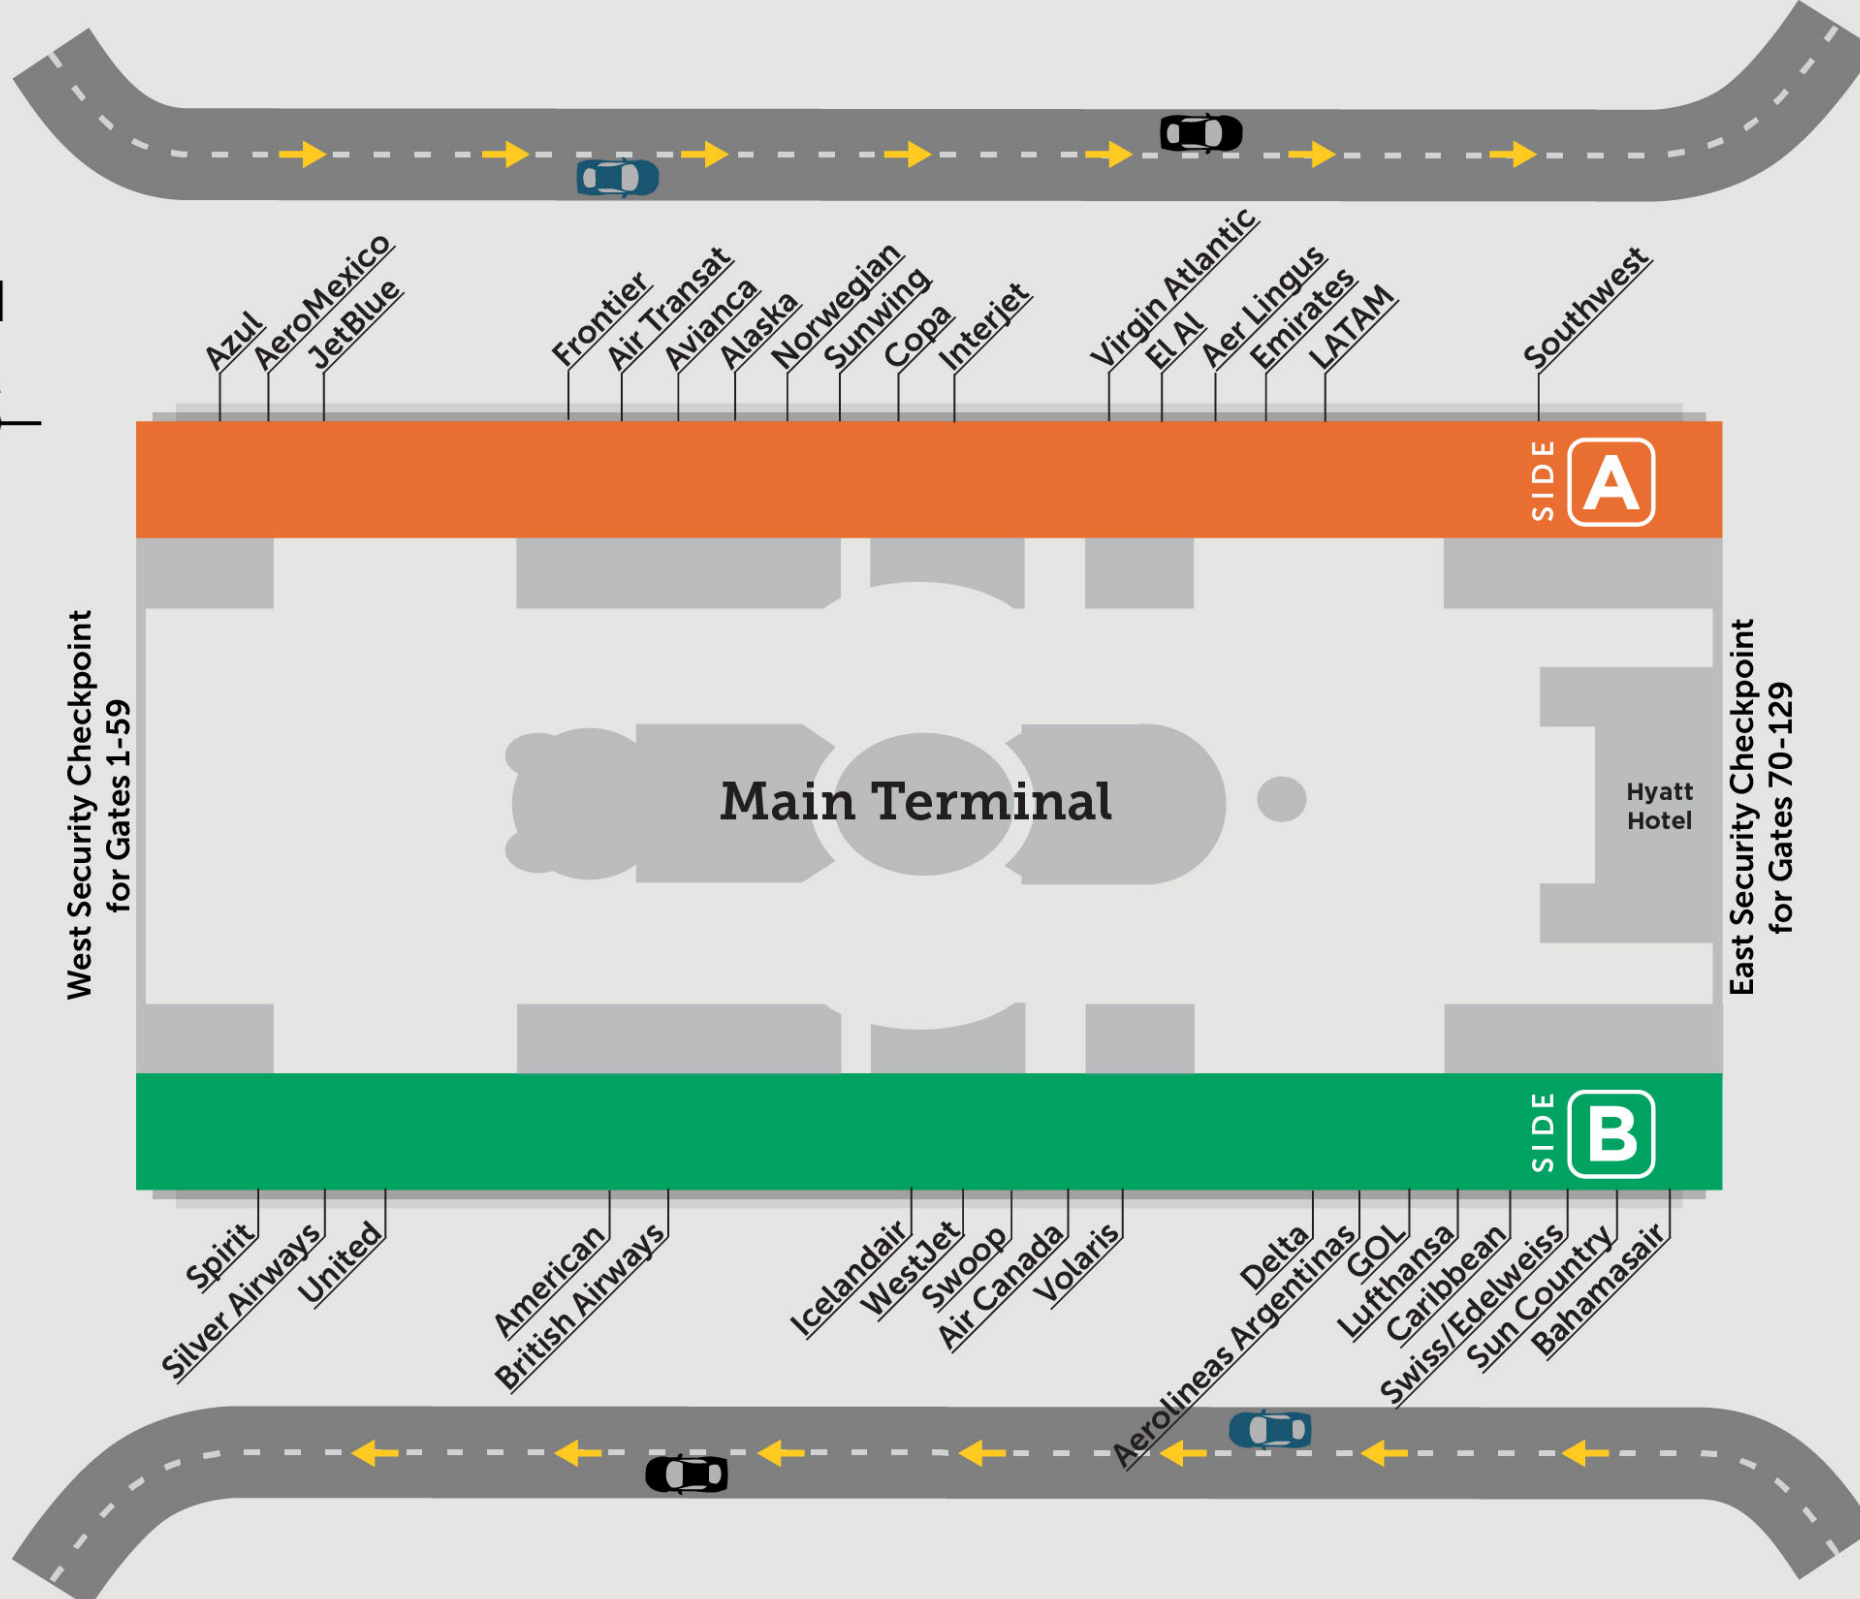 Azul
AeroMexico
JetBlue
Frontier
Air Transat
Avianca
Alaska
Norwegian
Sunwing
Copa
Interjet
Virgin Atlantic
El Al
Aer Lingus
Emirates
LATAM
Southwest
SIDE A
West Security Checkpoint
for Gates 1-59
Main Terminal
Hyatt
Hotel
East Security Checkpoint
for Gates 70-129
SIDE B
Spirit
Silver Airways
United
American
British Airways
Icelandair
WestJet
Swoop
Air Canada
Volaris
Delta
Aerolineas Argentinas
GOL
Lufthansa
Caribbean
Swiss/Edelweiss
Sun Country
Bahamasair